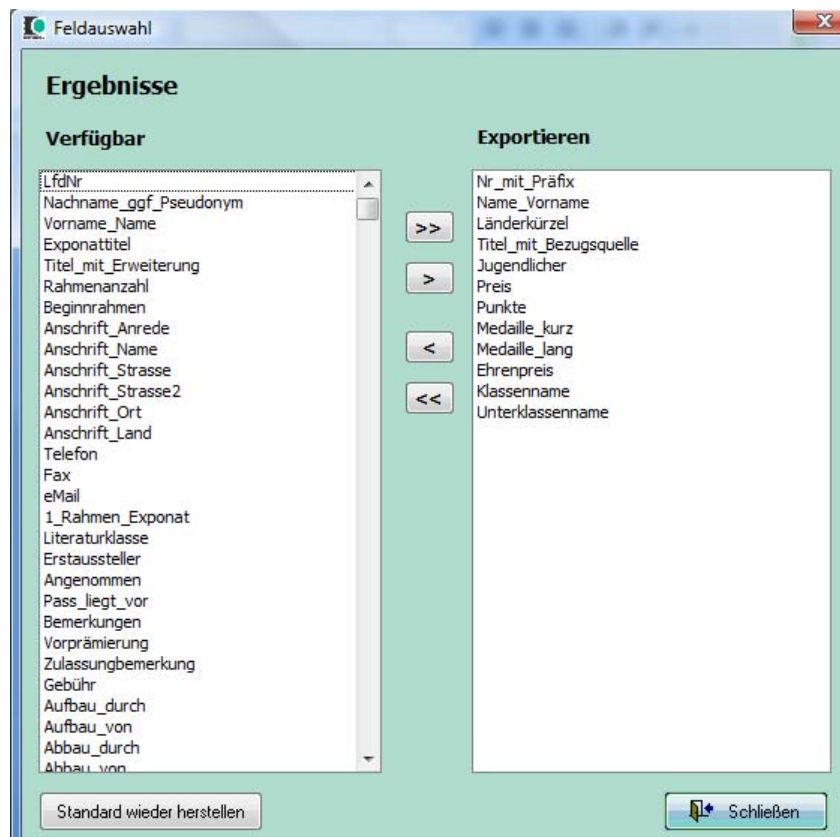 Feldauswahl
Ergebnisse
Verfügbar
LfdNr
Nachname_ggf_Pseudonym
Vorname_Name
Exponattitel
Titel_mit_Erweiterung
Rahmenanzahl
Beginnrahmen
Anschrift_Anrede
Anschrift_Name
Anschrift_Strasse
Anschrift_Strasse2
Anschrift_Ort
Anschrift_Land
Telefon
Fax
eMail
1_Rahmen_Exponat
Literaturklasse
Erstaussteller
Angenommen
Pass_liegt_vor
Bemerkungen
Vorprämierung
Zulassungbemerkung
Gebühr
Aufbau_durch
Aufbau_von
Abbau_durch
Abbau_von
>>
>
<
<<
Exportieren
Nr_mit_Präfix
Name_Vorname
Länderkürzel
Titel_mit_Bezugsquelle
Jugendlicher
Preis
Punkte
Medaille_kurz
Medaille_lang
Ehrenpreis
Klassenname
Unterklassenname
Standard wieder herstellen
Schließen